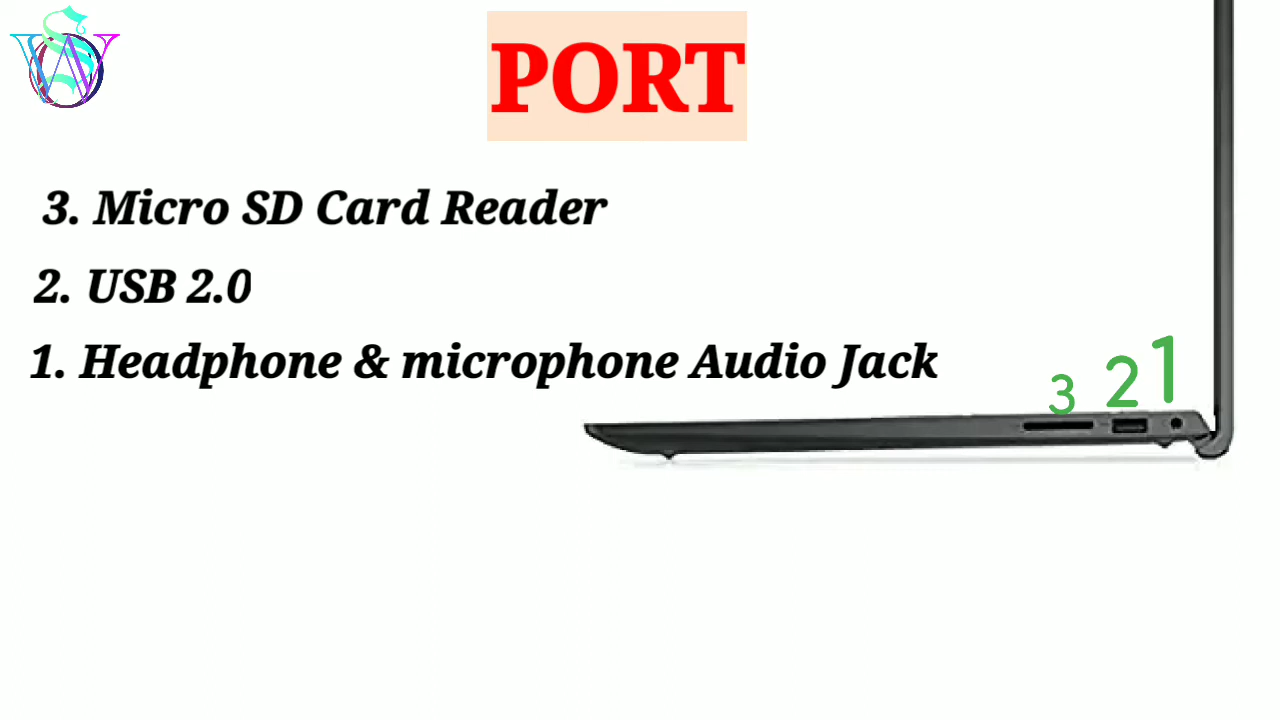 PORT
3. Micro SD Card Reader
2. USB 2.0
1. Headphone & microphone Audio Jack
3 2 1